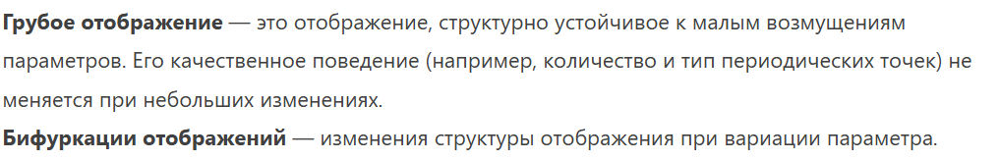 Грубое отображение — это отображение, структурно устойчивое к малым возмущениям
параметров. Его качественное поведение (например, количество и тип периодических точек) не
меняется при небольших изменениях.
Бифуркации отображений — изменения структуры отображения при вариации параметра.